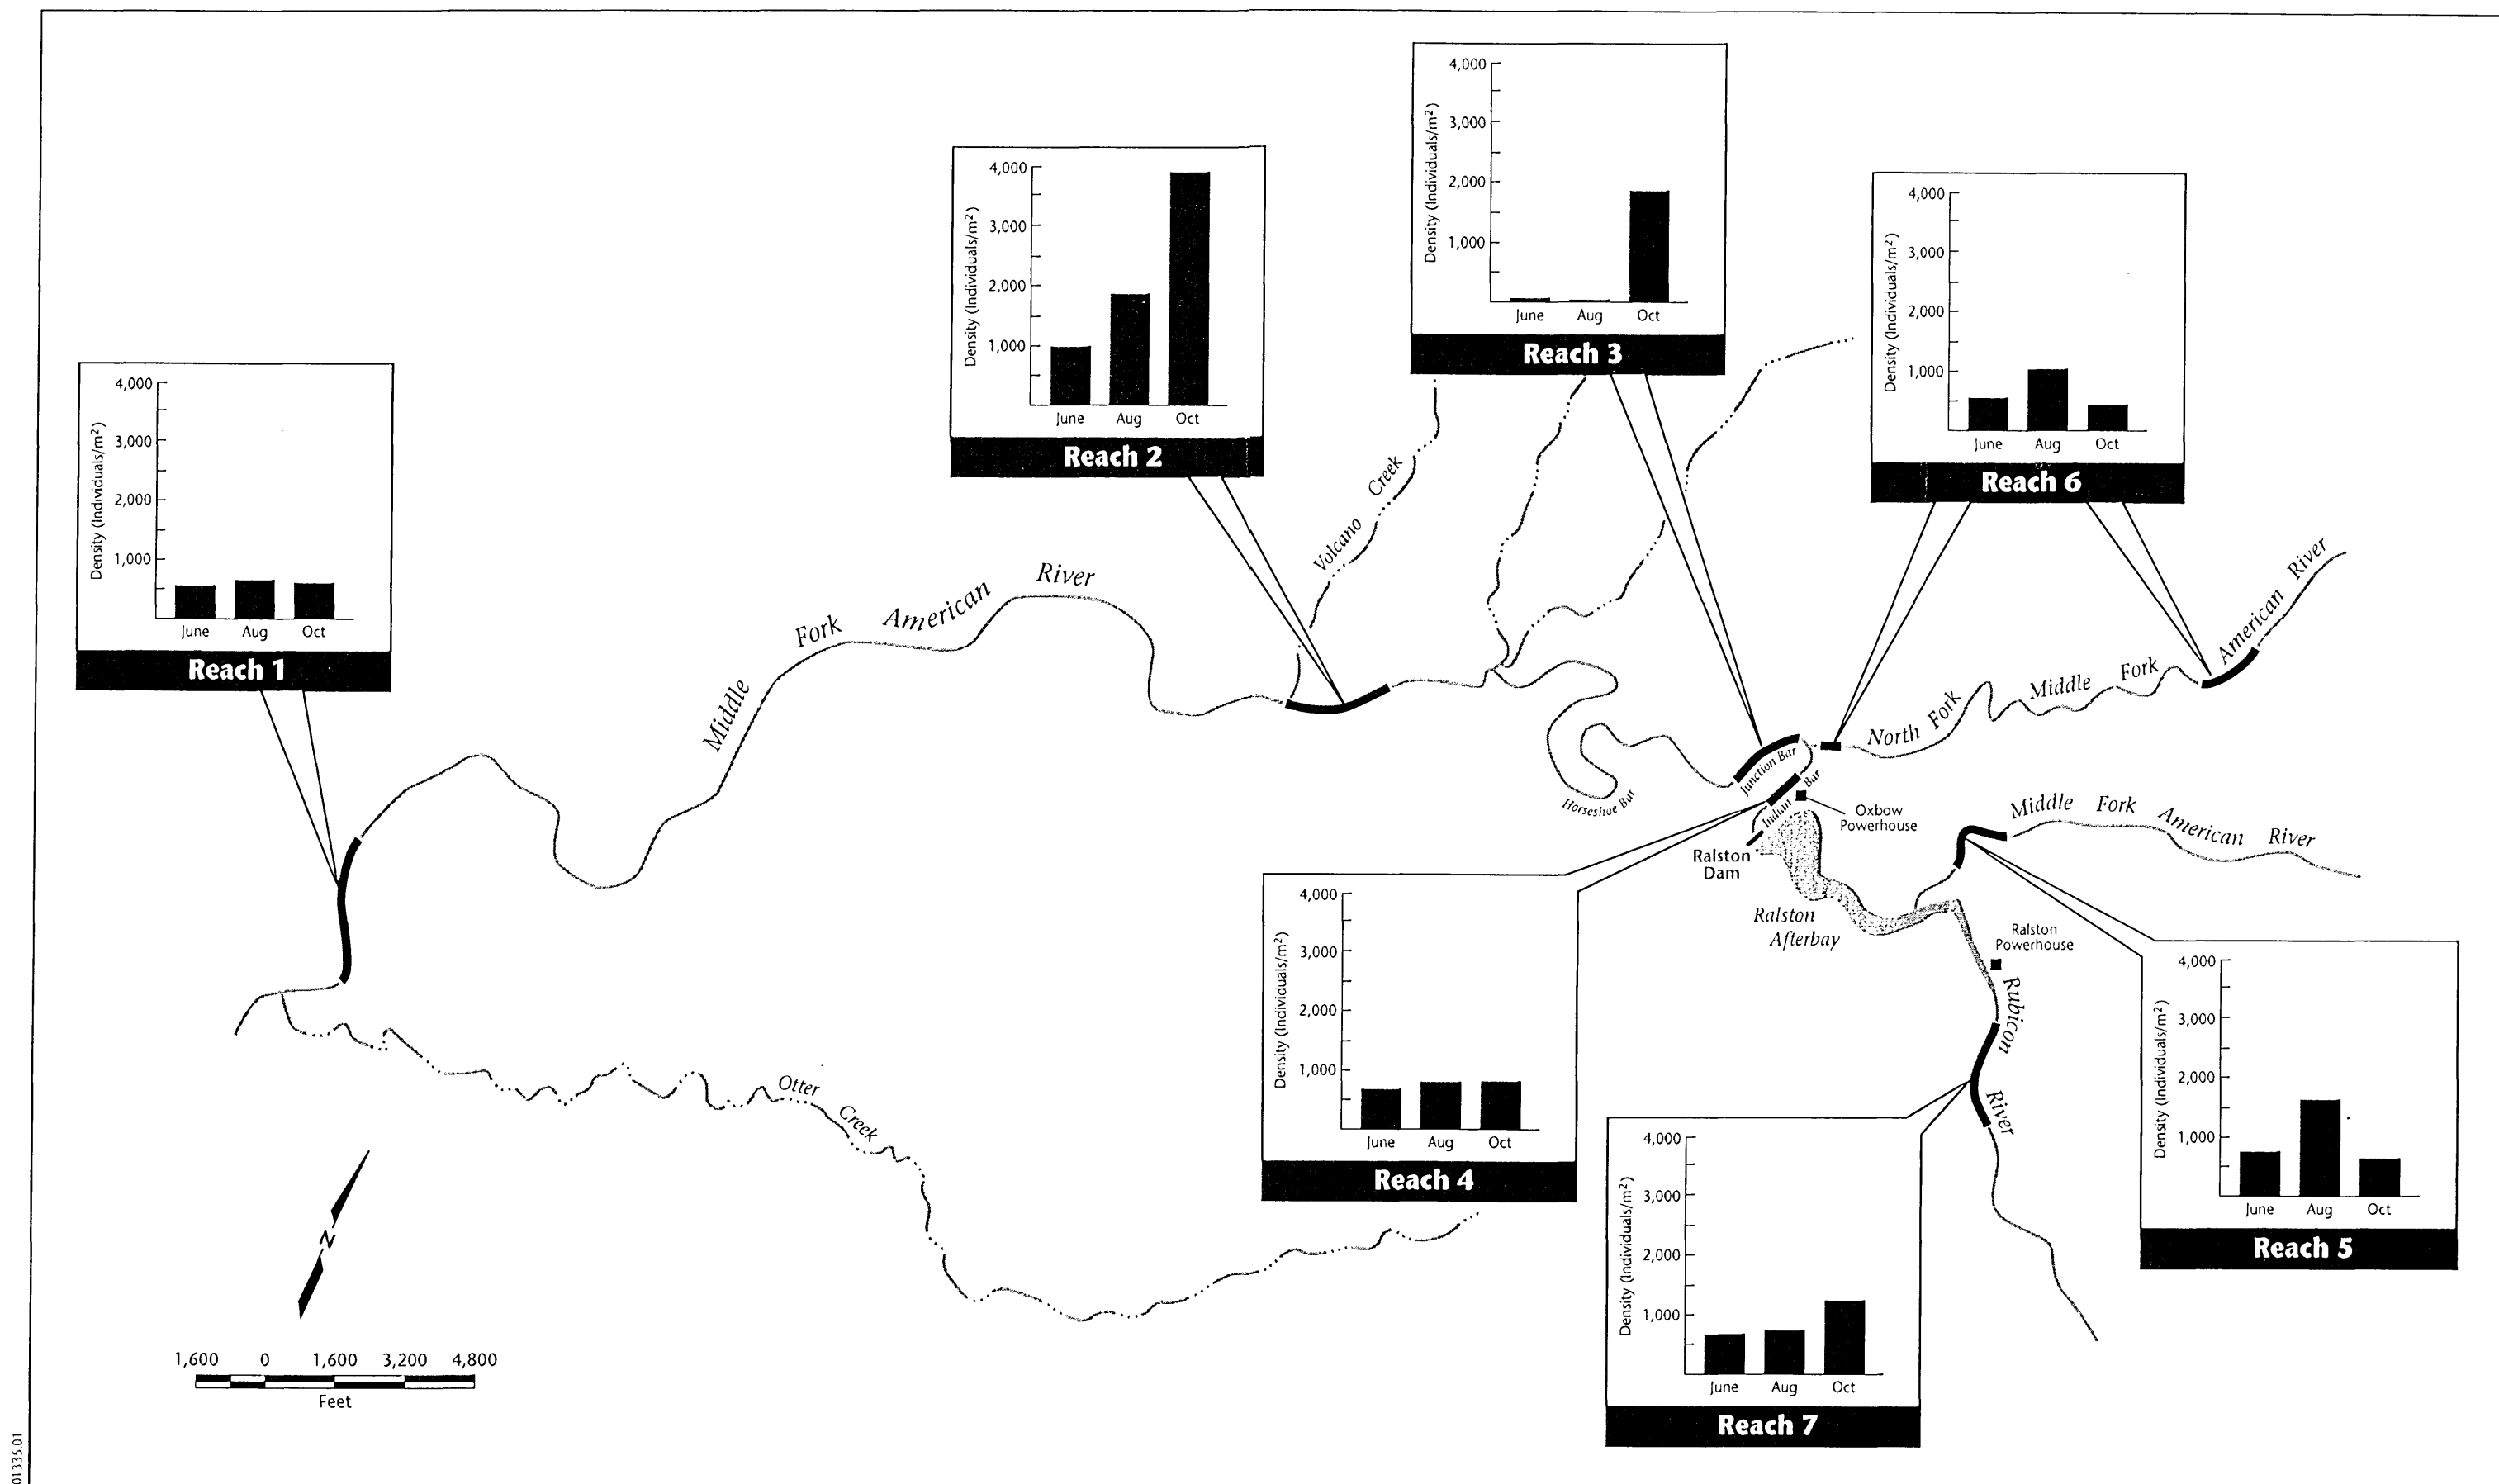 4,000
3,000
2,000
1,000
Density (Individuals/m²)
June Aug Oct
Reach 3
4,000
3,000
2,000
1,000
Density (Individuals/m²)
June Aug Oct
Reach 2
4,000
3,000
2,000
1,000
Density (Individuals/m²)
June Aug Oct
Reach 6
4,000
3,000
2,000
1,000
Density (Individuals/m²)
June Aug Oct
Reach 1
Volcano Creek
Middle Fork American River
North Fork Middle Fork American River
Junction Bar
Indian Bar
Horseshoe Bar
Oxbow
Powerhouse
Middle Fork American River
Ralston
Dam
Ralston
Afterbay
Ralston
Powerhouse
Rubicon River
4,000
3,000
2,000
1,000
Density (Individuals/m²)
June Aug Oct
Reach 4
4,000
3,000
2,000
1,000
Density (Individuals/m²)
June Aug Oct
Reach 5
Otter Creek
4,000
3,000
2,000
1,000
Density (Individuals/m²)
June Aug Oct
Reach 7
N
1,600 0 1,600 3,200 4,800
Feet
01335.01